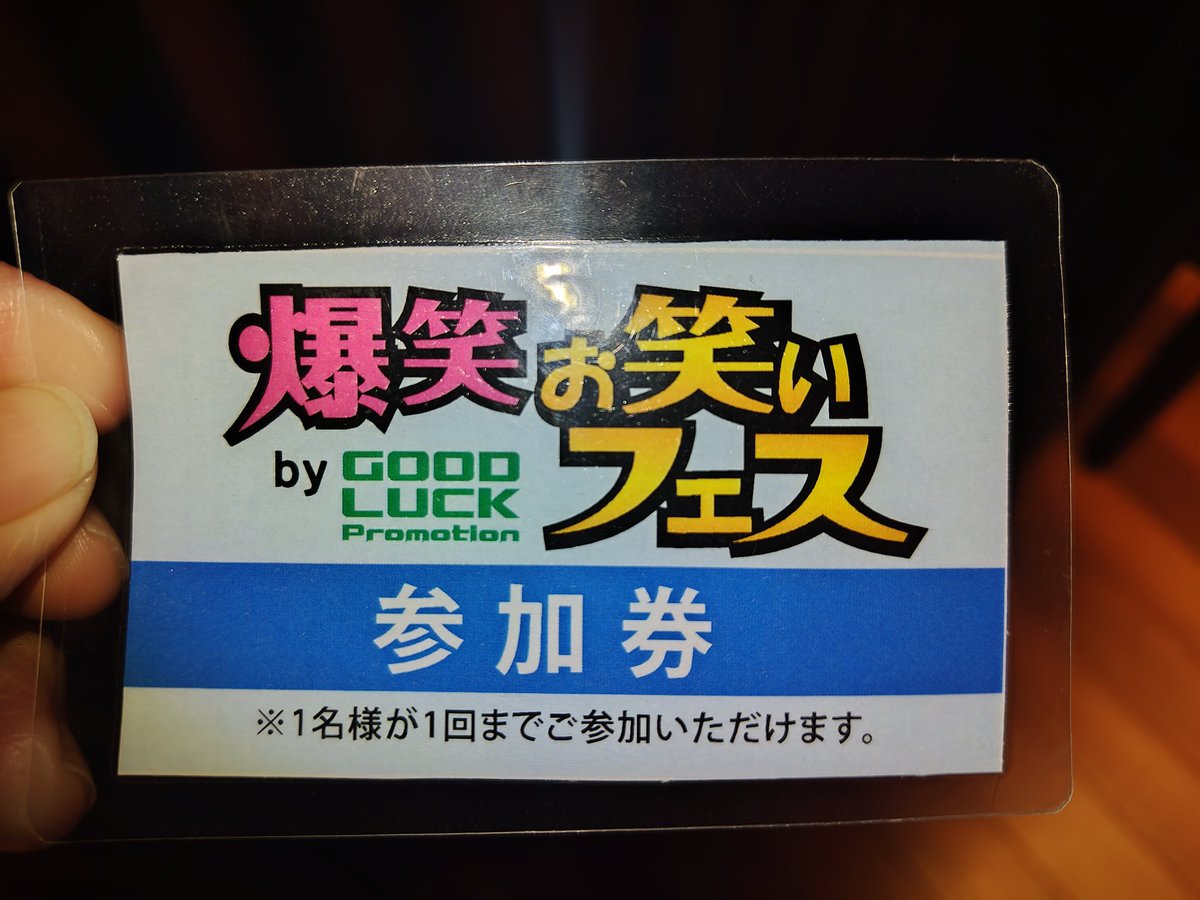 爆笑お笑い
フェス
by GOOD
LUCK
Promotion
参加券
※1名様が1回までご参加いただけます。